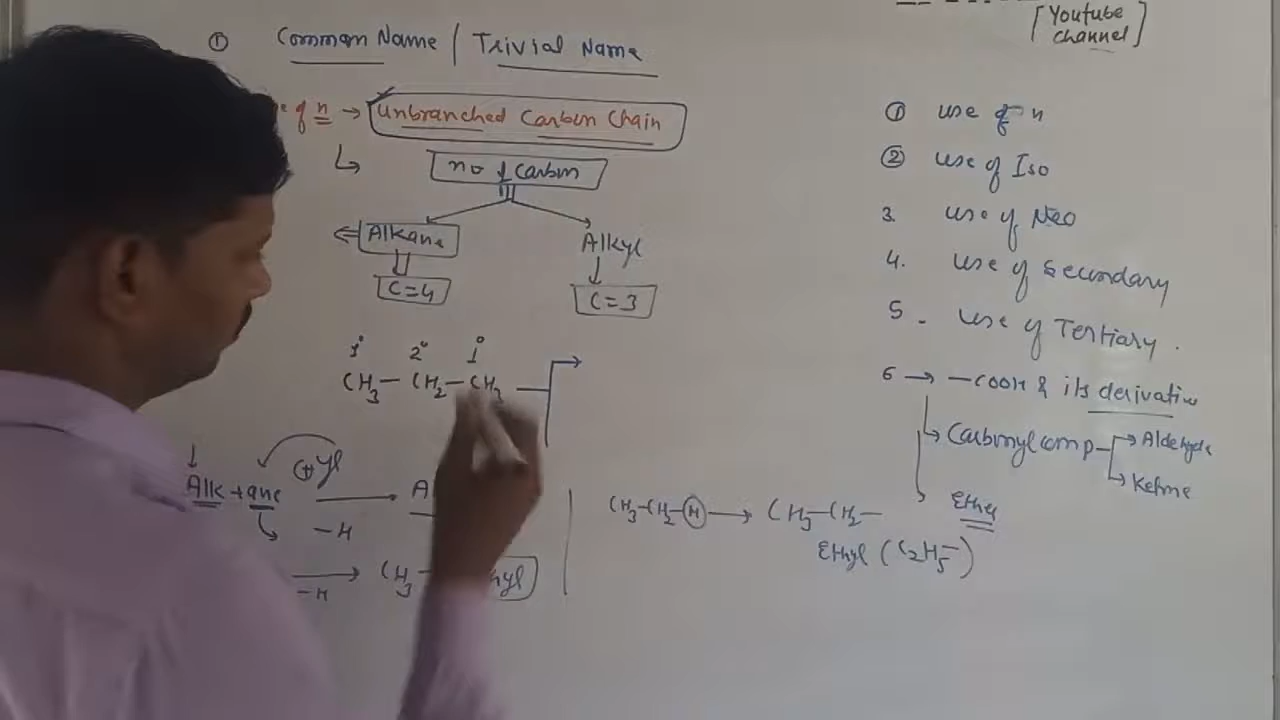 [Youtube channel]
① Common Name / Trivial Name
of n → Unbranched Carbon Chain
↳ no of Carbon
Alkane Alkyl
C=4 C=3
1° 2° 1°
CH3—CH2—CH3
Alk + ane (+) yl → A
-H
-H → CH3
① use of n
② use of Iso
3. use of Neo
4. use of Secondary
5. use of Tertiary.
6 → —COOH & its derivative
Carbonyl comp → Aldehyde
→ Ketone
Ether
CH3-CH2-H → CH3—CH2—
Ethyl (C2H5—)